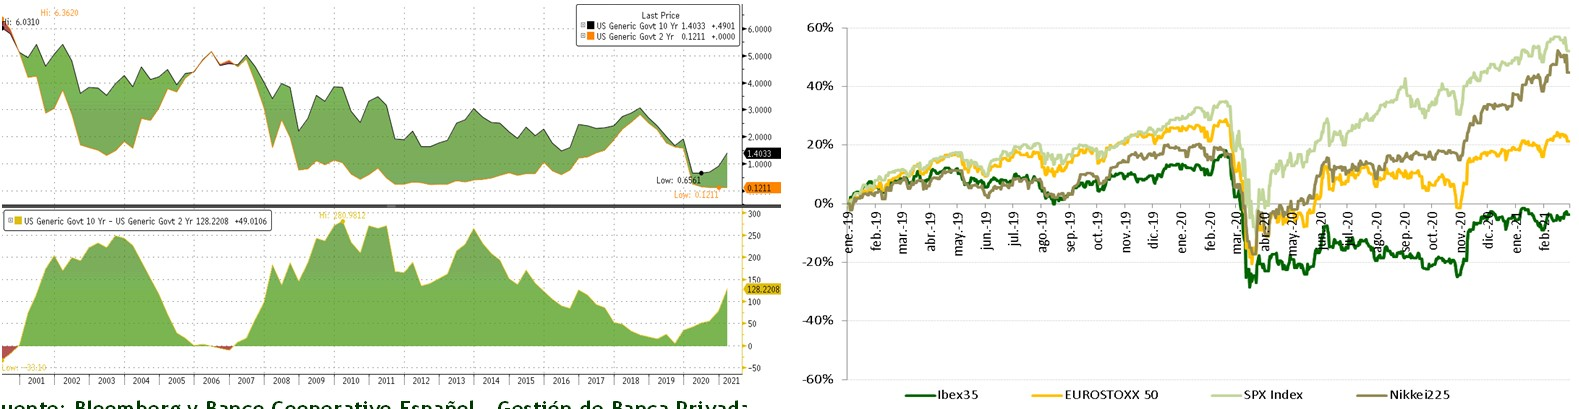 Hi: 6.3620
Hi: 6.0310
Last Price
US Generic Govt 10 Yr 1.4033 +.4901
US Generic Govt 2 Yr 0.1211 +.0000
6.0000
5.0000
4.0000
3.0000
2.0000
1.4033
1.0000
0.1211
Low: 0.6561
Low: 0.1211
US Generic Govt 10 Yr - US Generic Govt 2 Yr 128.2208 +49.0106
Hi: 280.9812
300
250
200
150
128.2208
100
50
0
-50
2001 2002 2003 2004 2005 2006 2007 2008 2009 2010 2011 2012 2013 2014 2015 2016 2017 2018 2019 2020 2021
uente: Bloomberg y Banco Cooperativo Español - Gestión de Banca Privada
60%
40%
20%
0%
-20%
-40%
-60%
ene.-19
feb.-19
mar.-19
abr.-19
may.-19
jun.-19
jul.-19
ago.-19
sep.-19
oct.-19
nov.-19
dic.-19
ene.-20
feb.-20
mar.-20
abr.-20
may.-20
jun.-20
jul.-20
ago.-20
sep.-20
oct.-20
nov.-20
dic.-20
ene.-21
feb.-21
Ibex35 EUROSTOXX 50 SPX Index Nikkei225